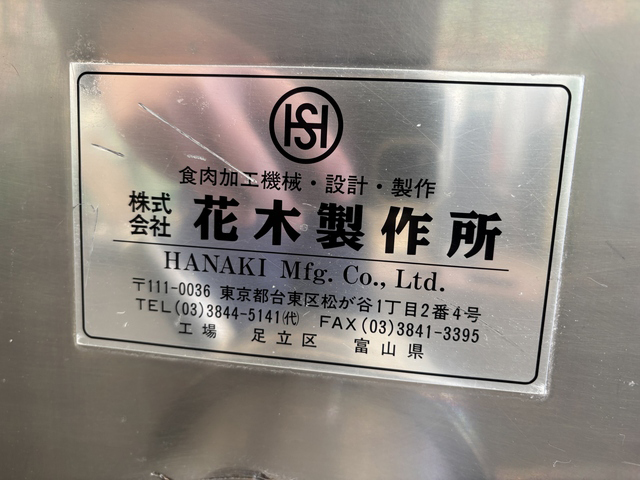 HS
食肉加工機械・設計・製作
株式会社 花木製作所
HANAKI Mfg. Co., Ltd.
〒111-0036 東京都台東区松が谷1丁目2番4号
TEL(03)3844-5141㈹ FAX(03)3841-3395
工場 足立区 富山県